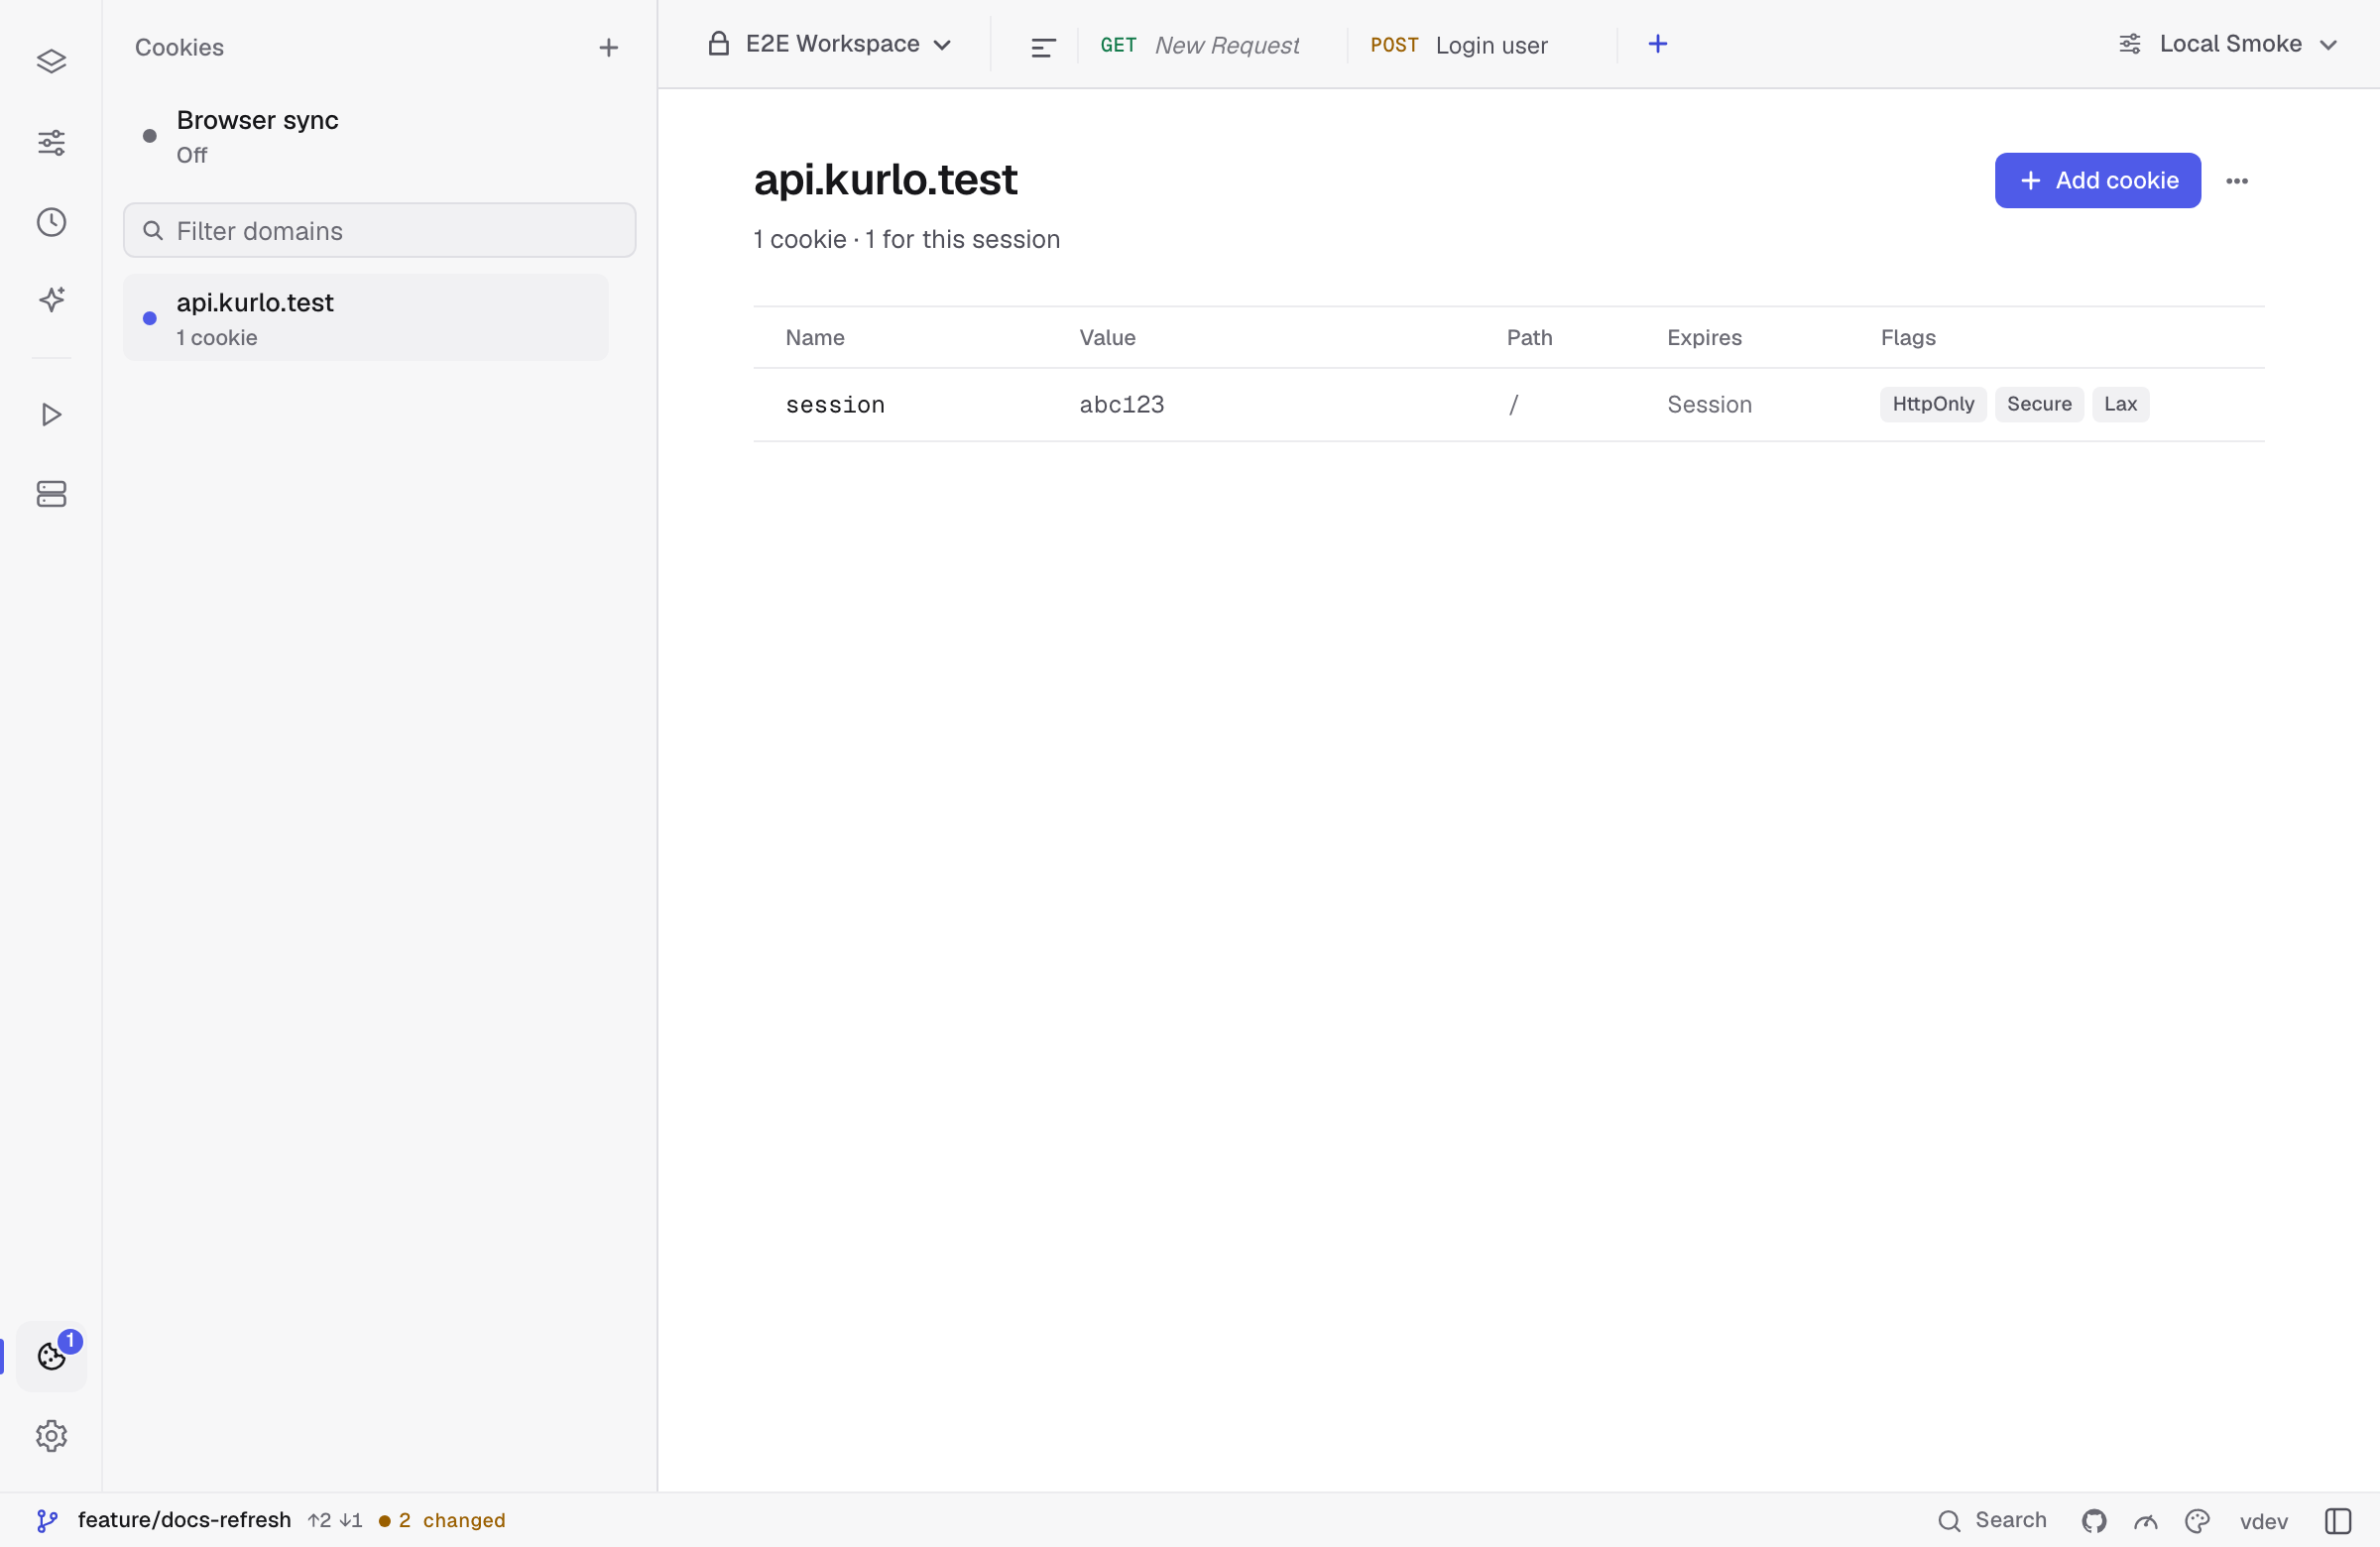 Cookies
Browser sync
Off
Filter domains
api.kurlo.test
1 cookie
1
E2E Workspace
GET New Request
POST Login user
Local Smoke
api.kurlo.test
1 cookie · 1 for this session
Add cookie
Name Value Path Expires Flags
session abc123 / Session HttpOnly Secure Lax
feature/docs-refresh ↑2 ↓1 2 changed
Search
vdev